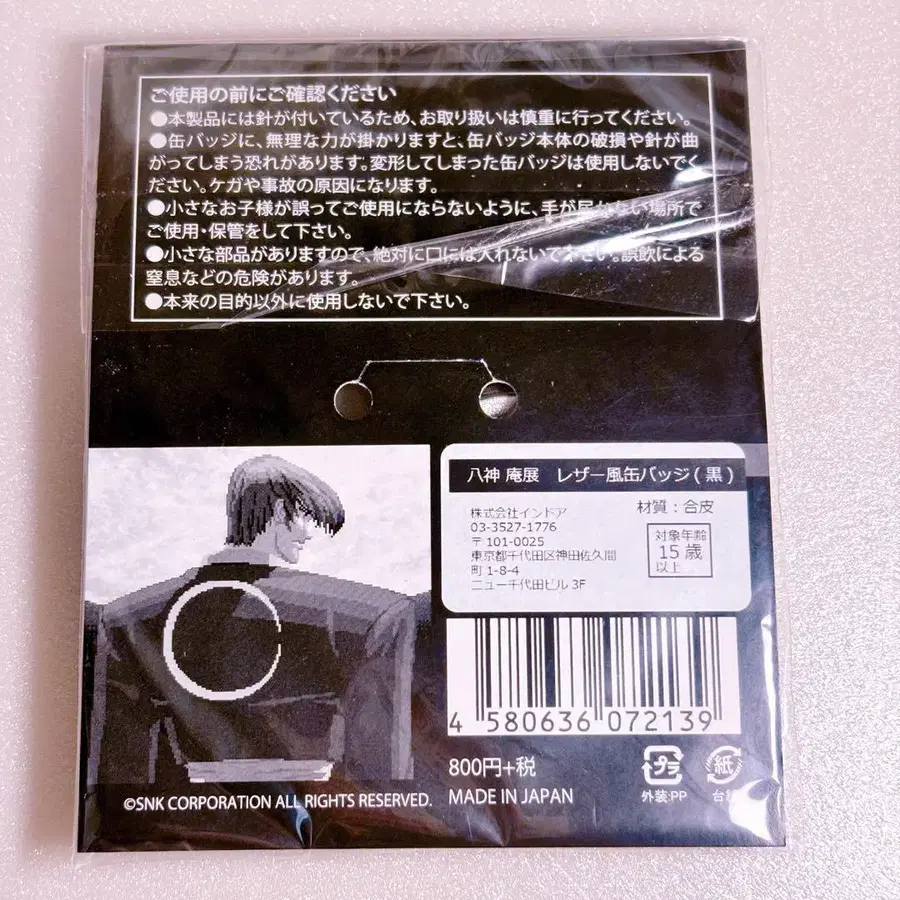 ご使用の前にご確認ください
●本製品には針が付いているため、お取り扱いは慎重に行ってください。
●缶バッジに、無理な力が掛かりますと、缶バッジ本体の破損や針が曲
がってしまう恐れがあります。変形してしまった缶バッジは使用しないでく
ださい。ケガや事故の原因になります。
●小さなお子様が誤ってご使用にならないように、手が届かない場所で
ご使用・保管をして下さい。
●小さな部品がありますので、絶対に口には入れないで下さい。誤飲による
窒息などの危険があります。
●本来の目的以外に使用しないで下さい。
八神 庵展 レザー風缶バッジ(黒)
株式会社インドア
03-3527-1776
〒101-0025
東京都千代田区神田佐久間
町 1-8-4
ニュー千代田ビル 3F
材質:合皮
対象年齢
15 歳
以上
4 580636 072139
800円+税
MADE IN JAPAN
プラ
外装:PP
紙
台紙
©SNK CORPORATION ALL RIGHTS RESERVED.